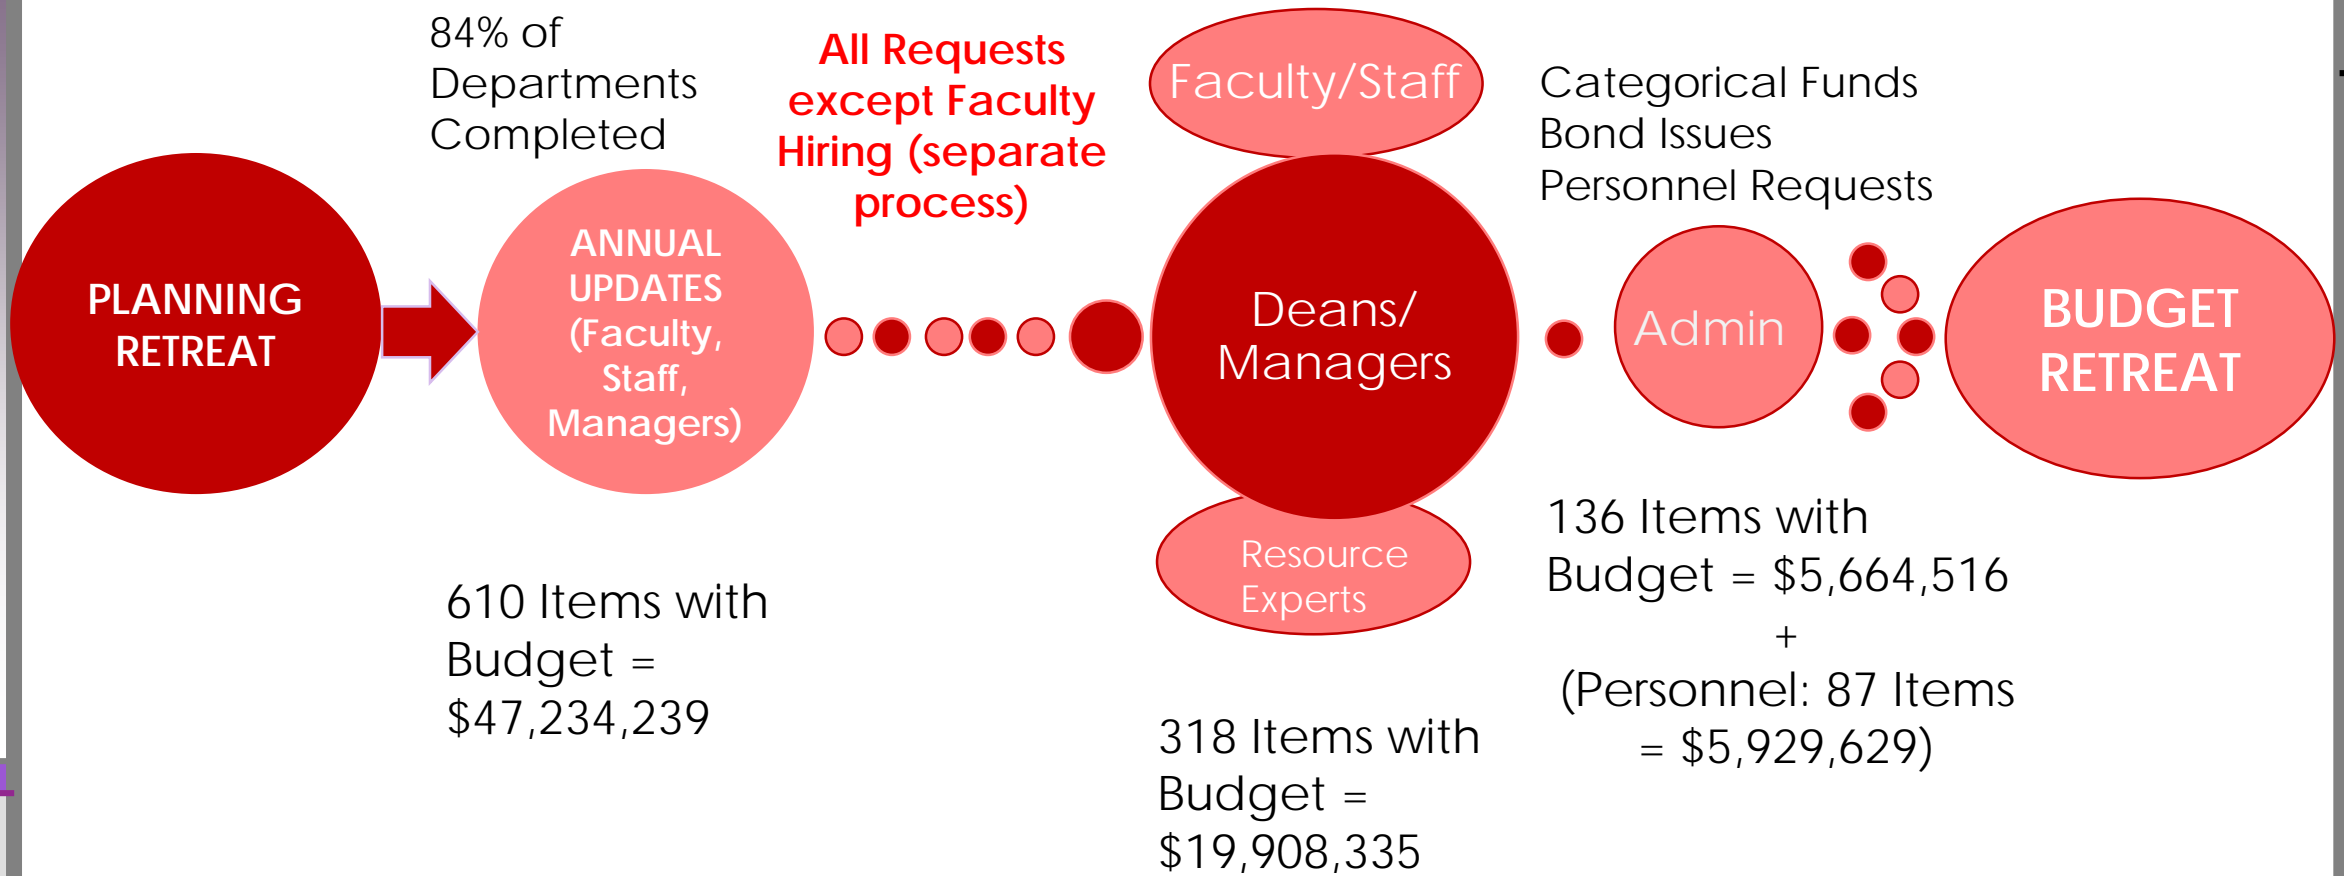 84% of
Departments
Completed
All Requests
except Faculty
Hiring (separate
process)
Faculty/Staff
Categorical Funds
Bond Issues
Personnel Requests
PLANNING
RETREAT
ANNUAL
UPDATES
(Faculty,
Staff,
Managers)
Deans/
Managers
Admin
BUDGET
RETREAT
Resource
Experts
610 Items with
Budget =
$47,234,239
318 Items with
Budget =
$19,908,335
136 Items with
Budget = $5,664,516
+
(Personnel: 87 Items
= $5,929,629)